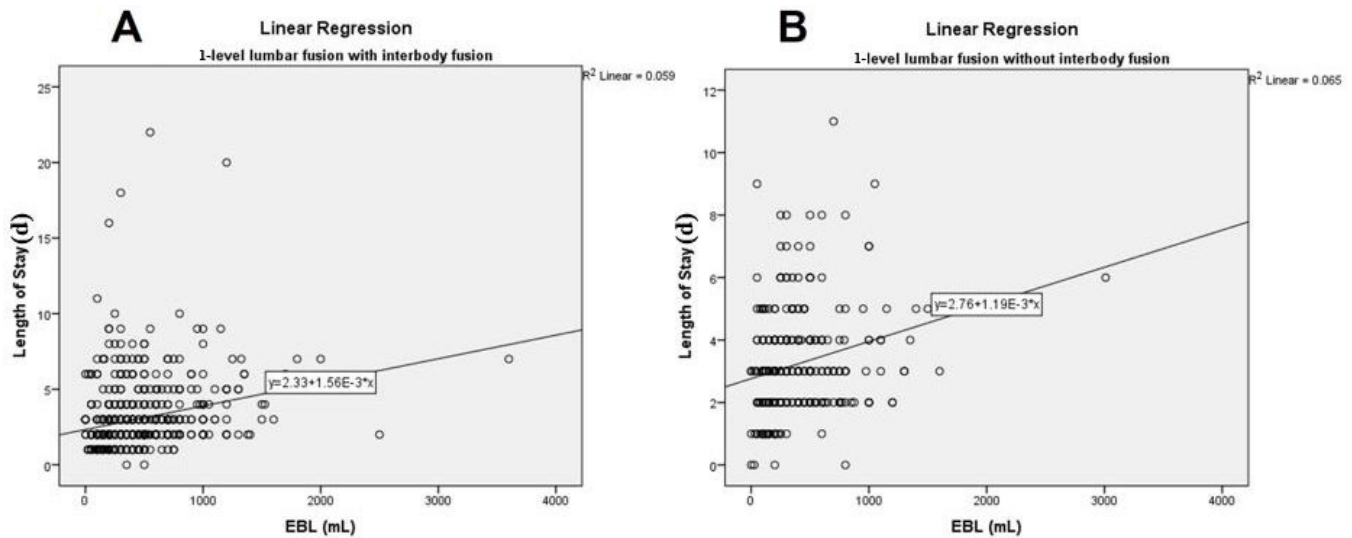 A
Linear Regression
1-level lumbar fusion with interbody fusion
R² Linear = 0.059
25
20
15
10
5
0
Length of Stay(d)
y=2.33+1.56E-3*x
0 1000 2000 3000 4000
EBL (mL)
B
Linear Regression
1-level lumbar fusion without interbody fusion
R² Linear = 0.065
12
10
8
6
4
2
0
Length of Stay(d)
y=2.76+1.19E-3*x
0 1000 2000 3000 4000
EBL (mL)